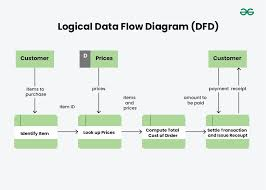 Logical Data Flow Diagram (DFD)
Customer
D
Prices
Customer
items to
purchase
prices
items
and
prices
amount
to be paid
payment
receipt
item ID
Identify Item
Look up Prices
Compute Total
Cost of Order
Settle Transaction
and Issue Receipt